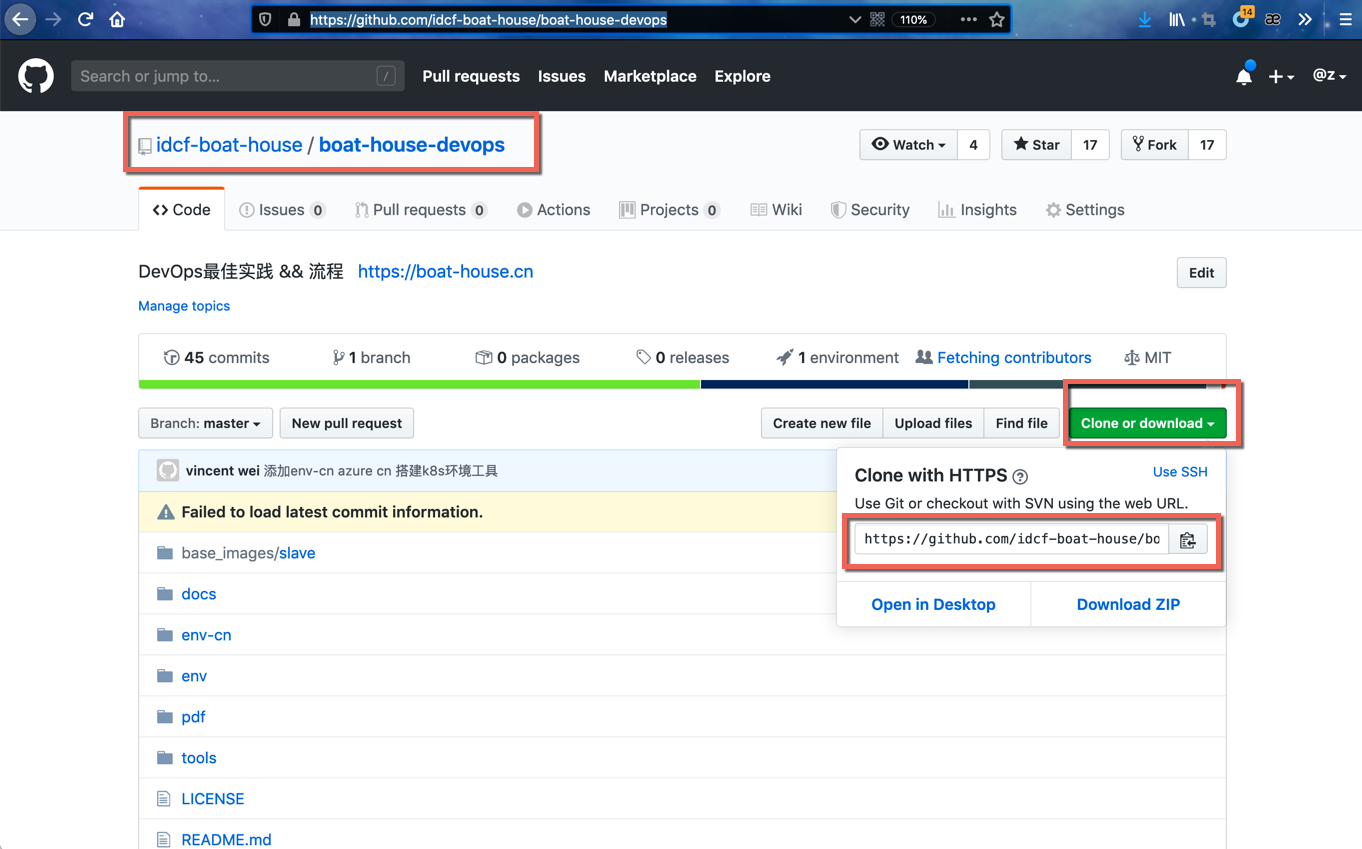 https://github.com/idcf-boat-house/boat-house-devops 110% 14 æ
Search or jump to... / Pull requests Issues Marketplace Explore @z
idcf-boat-house / boat-house-devops Watch 4 Star 17 Fork 17
Code Issues 0 Pull requests 0 Actions Projects 0 Wiki Security Insights Settings
DevOps最佳实践 && 流程 https://boat-house.cn Edit
Manage topics
45 commits 1 branch 0 packages 0 releases 1 environment Fetching contributors MIT
Branch: master New pull request Create new file Upload files Find file Clone or download
vincent wei 添加env-cn azure cn 搭建k8s环境工具
Failed to load latest commit information.
Clone with HTTPS ? Use SSH
Use Git or checkout with SVN using the web URL.
https://github.com/idcf-boat-house/bo
Open in Desktop Download ZIP
base_images/slave
docs
env-cn
env
pdf
tools
LICENSE
README.md